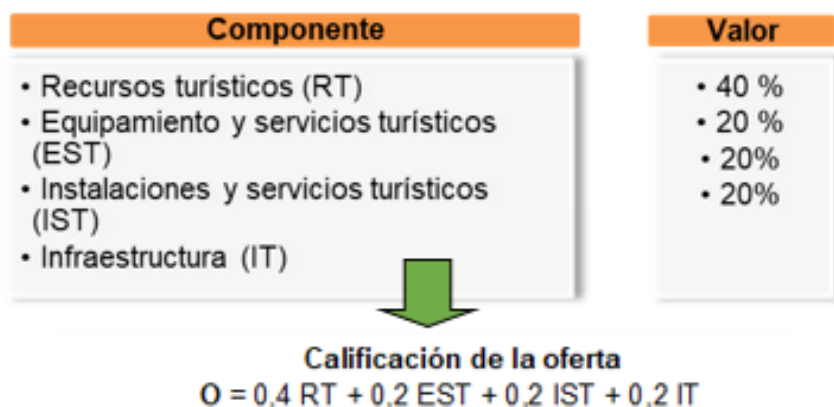 Componente
• Recursos turísticos (RT)
• Equipamiento y servicios turísticos
(EST)
• Instalaciones y servicios turísticos
(IST)
• Infraestructura (IT)
Valor
• 40 %
• 20 %
• 20%
• 20%
Calificación de la oferta
O = 0,4 RT + 0,2 EST + 0,2 IST + 0,2 IT